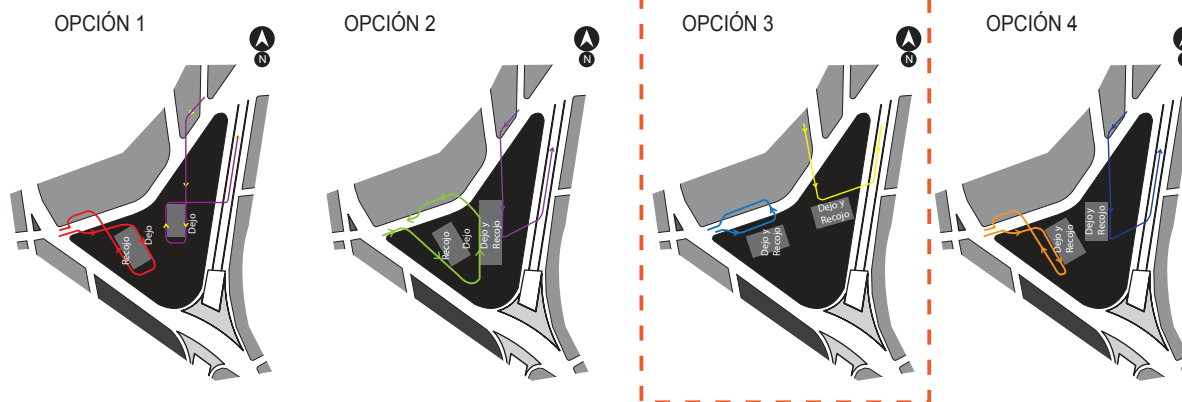 OPCIÓN 1
N
Recojo
Dejo
Dejo
OPCIÓN 2
N
Recojo
Dejo
Dejo y
Recojo
OPCIÓN 3
N
Dejo y
Recojo
Dejo y
Recojo
OPCIÓN 4
N
Dejo y
Recojo
Dejo y
Recojo